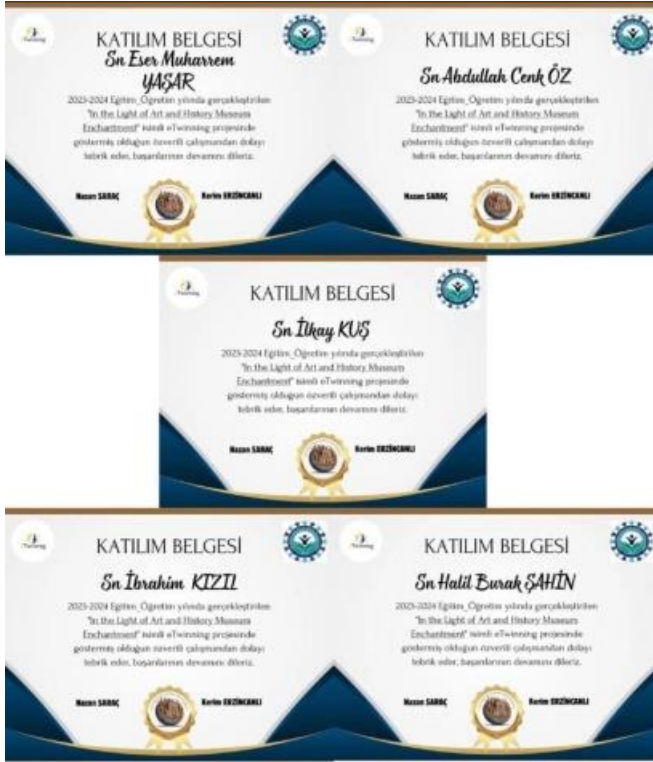 KATILIM BELGESİ
Sn Eser Muharrem
YAŞAR
2023-2024 Eğitim_Öğretim yılında gerçekleştirilen
"In the Light of Art and History Museum
Enchantment" isimli eTwinning projesinde
göstermiş olduğun özverili çalışmandan dolayı
tebrik eder, başarılarının devamını dileriz.
Nazan SARAÇ
Kerim ERZİNCANLI
KATILIM BELGESİ
Sn Abdullah Cenk ÖZ
2023-2024 Eğitim_Öğretim yılında gerçekleştirilen
"In the Light of Art and History Museum
Enchantment" isimli eTwinning projesinde
göstermiş olduğun özverili çalışmandan dolayı
tebrik eder, başarılarının devamını dileriz.
Nazan SARAÇ
Kerim ERZİNCANLI
KATILIM BELGESİ
Sn İlkay KUŞ
2023-2024 Eğitim_Öğretim yılında gerçekleştirilen
"In the Light of Art and History Museum
Enchantment" isimli eTwinning projesinde
göstermiş olduğun özverili çalışmandan dolayı
tebrik eder, başarılarının devamını dileriz.
Nazan SARAÇ
Kerim ERZİNCANLI
KATILIM BELGESİ
Sn İbrahim KIZIL
2023-2024 Eğitim_Öğretim yılında gerçekleştirilen
"In the Light of Art and History Museum
Enchantment" isimli eTwinning projesinde
göstermiş olduğun özverili çalışmandan dolayı
tebrik eder, başarılarının devamını dileriz.
Nazan SARAÇ
Kerim ERZİNCANLI
KATILIM BELGESİ
Sn Halil Burak ŞAHİN
2023-2024 Eğitim_Öğretim yılında gerçekleştirilen
"In the Light of Art and History Museum
Enchantment" isimli eTwinning projesinde
göstermiş olduğun özverili çalışmandan dolayı
tebrik eder, başarılarının devamını dileriz.
Nazan SARAÇ
Kerim ERZİNCANLI